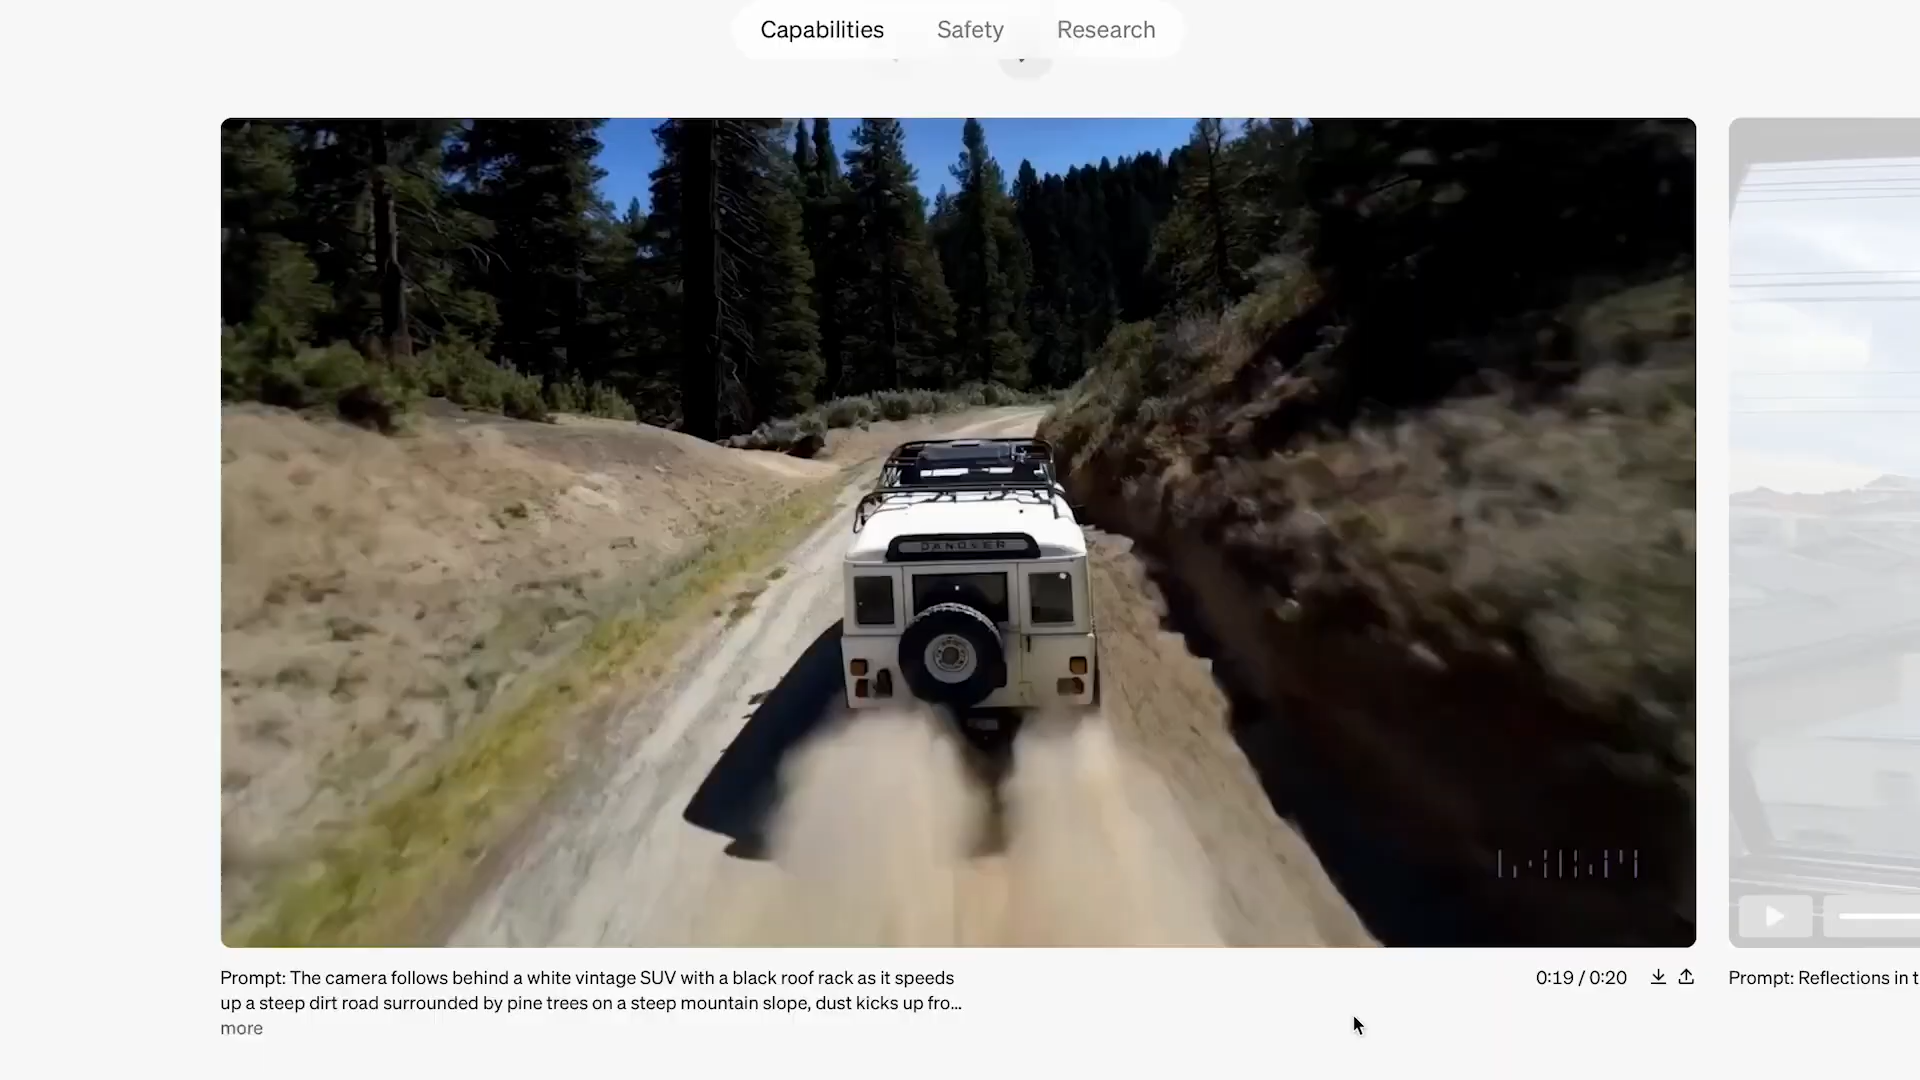 Capabilities
Safety
Research
DANOVER
Prompt: The camera follows behind a white vintage SUV with a black roof rack as it speeds
up a steep dirt road surrounded by pine trees on a steep mountain slope, dust kicks up fro...
more
0:19 / 0:20
Prompt: Reflections in t